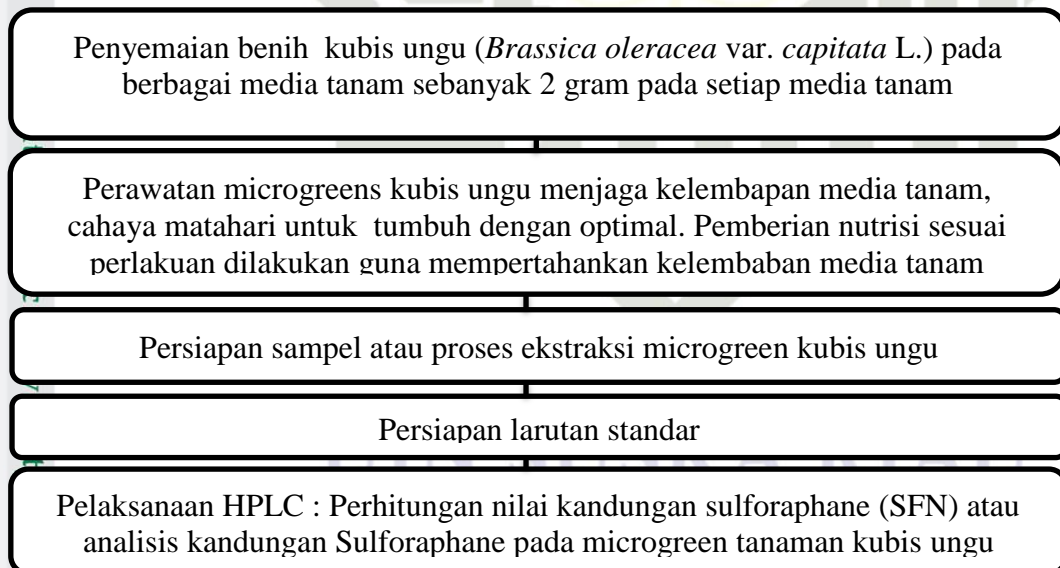 Penyemaian benih kubis ungu (Brassica oleracea var. capitata L.) pada
berbagai media tanam sebanyak 2 gram pada setiap media tanam
Perawatan microgreens kubis ungu menjaga kelembapan media tanam,
cahaya matahari untuk tumbuh dengan optimal. Pemberian nutrisi sesuai
perlakuan dilakukan guna mempertahankan kelembaban media tanam
Persiapan sampel atau proses ekstraksi microgreen kubis ungu
Persiapan larutan standar
Pelaksanaan HPLC : Perhitungan nilai kandungan sulforaphane (SFN) atau
analisis kandungan Sulforaphane pada microgreen tanaman kubis ungu